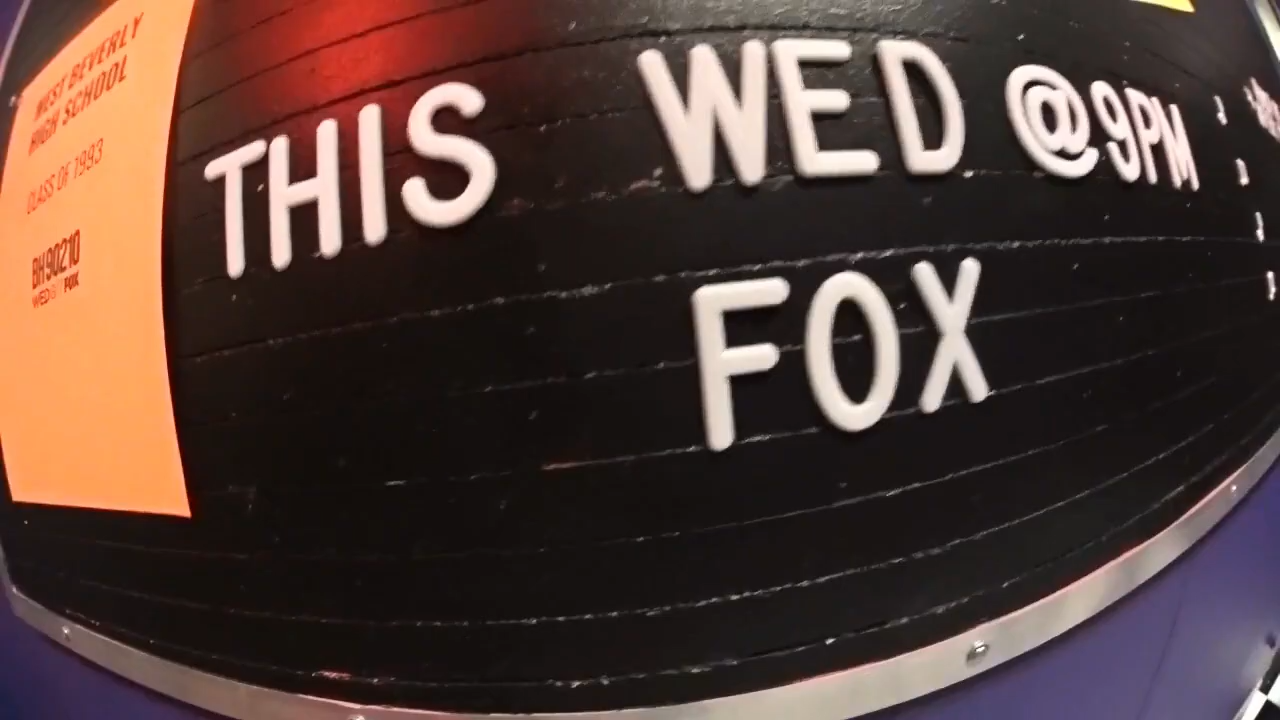 WEST BEVERLY
HIGH SCHOOL
CLASS OF 1993
BH90210
WED FOX
THIS WED @9PM
FOX